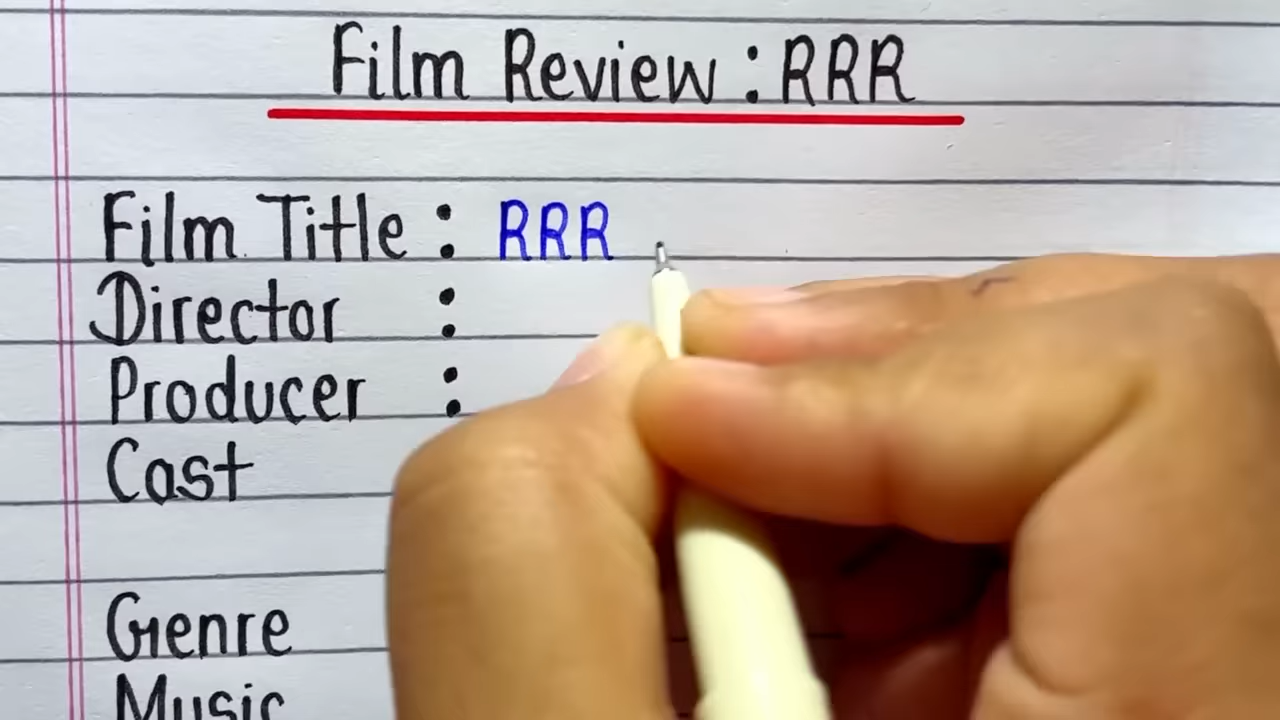 Film Review : RRR
Film Title : RRR
Director :
Producer :
Cast
Genre
Music